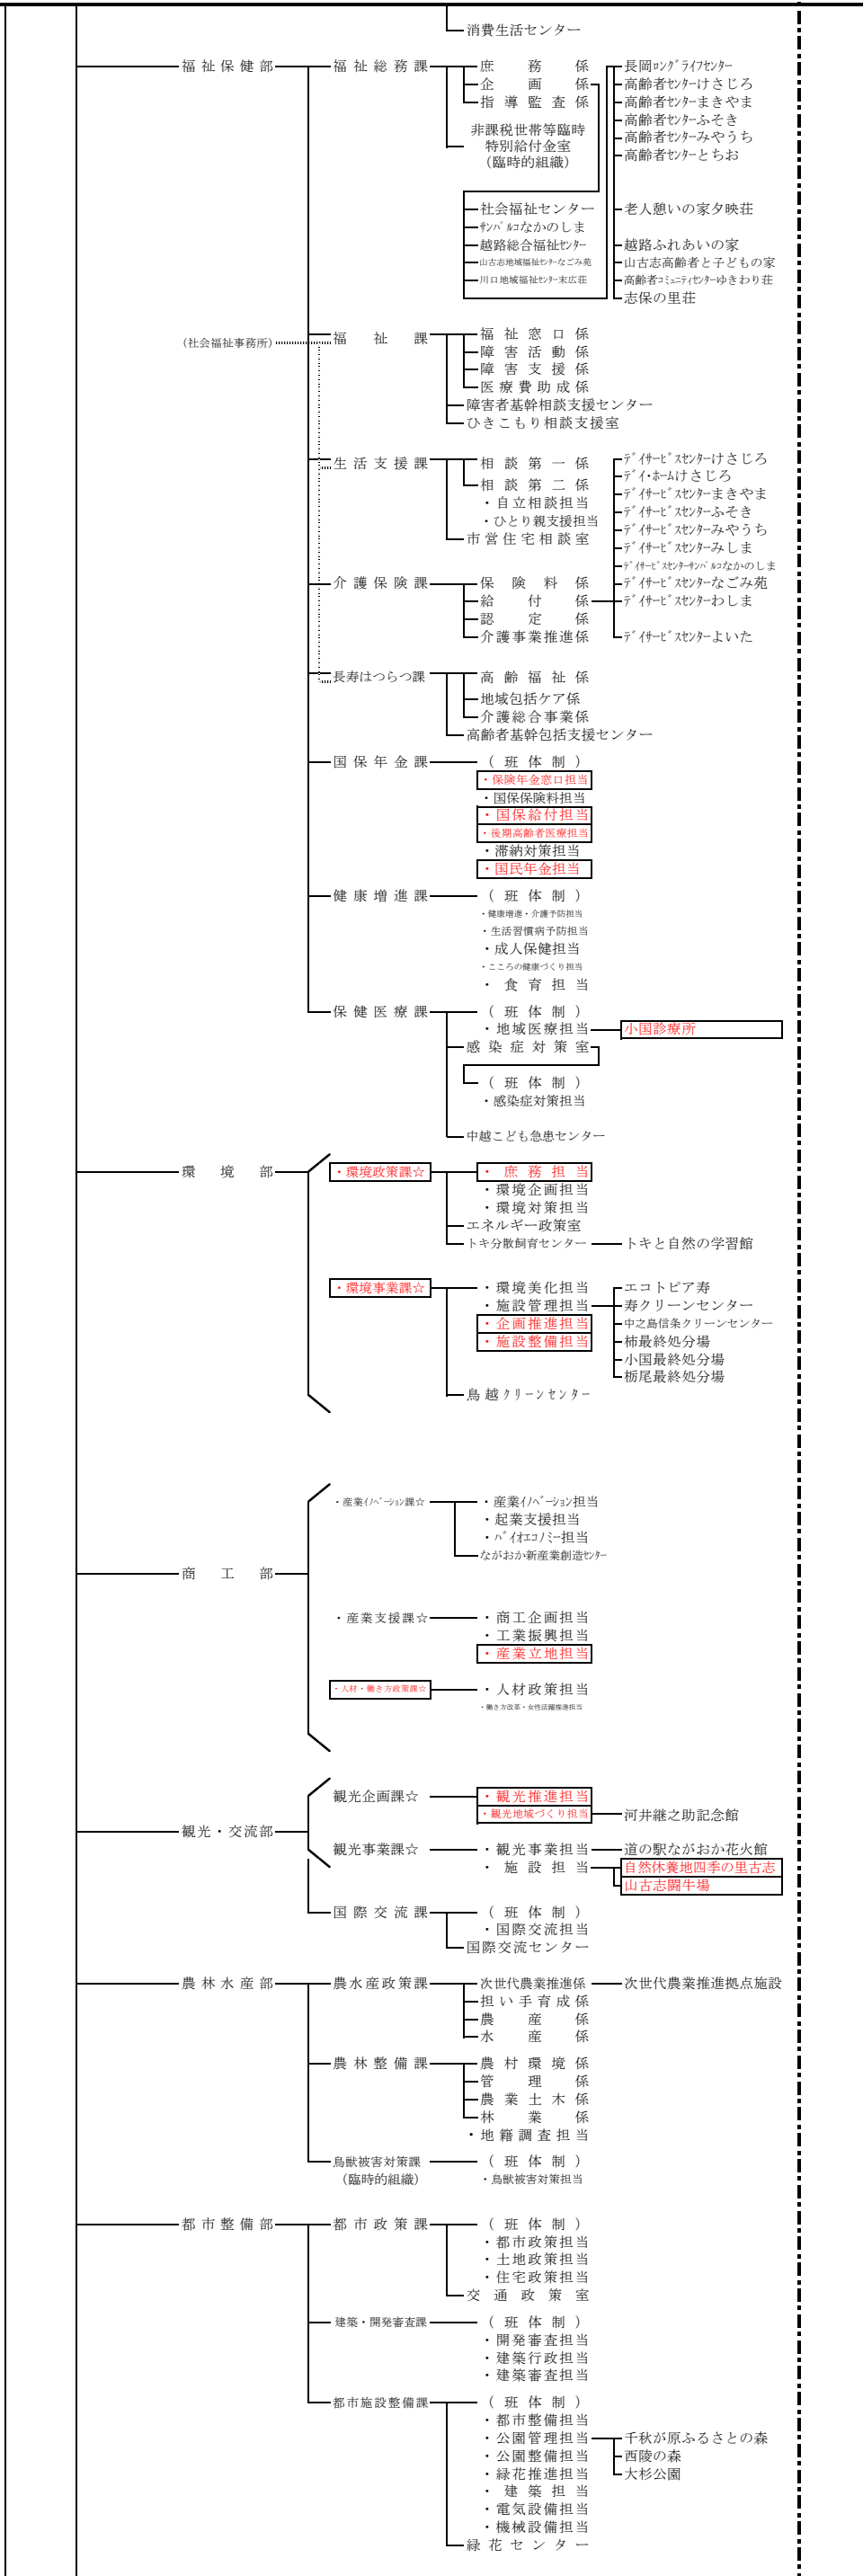 消費生活センター
福祉保健部 福祉総務課 庶務係 長岡ﾛﾝｸﾞﾗｲﾌｾﾝﾀｰ
企画係 高齢者ｾﾝﾀｰけさじろ
指導監査係 高齢者ｾﾝﾀｰまきやま
高齢者ｾﾝﾀｰふそき
非課税世帯等臨時 高齢者ｾﾝﾀｰみやうち
特別給付金室 高齢者ｾﾝﾀｰとちお
（臨時的組織）
社会福祉センター 老人憩いの家夕映荘
ｻﾝﾊﾟﾙｺなかのしま
越路総合福祉ｾﾝﾀｰ 越路ふれあいの家
山古志地域福祉ｾﾝﾀｰなごみ苑 山古志高齢者と子どもの家
川口地域福祉ｾﾝﾀｰ末広荘 高齢者ｺﾐｭﾆﾃｨｾﾝﾀｰゆきわり荘
志保の里荘
（社会福祉事務所） 福祉課 福祉窓口係
障害活動係
障害支援係
医療費助成係
障害者基幹相談支援センター
ひきこもり相談支援室
生活支援課 相談第一係 ﾃﾞｲｻｰﾋﾞｽｾﾝﾀｰけさじろ
相談第二係 ﾃﾞｲ･ﾎｰﾑけさじろ
・自立相談担当 ﾃﾞｲｻｰﾋﾞｽｾﾝﾀｰまきやま
・ひとり親支援担当 ﾃﾞｲｻｰﾋﾞｽｾﾝﾀｰふそき
市営住宅相談室 ﾃﾞｲｻｰﾋﾞｽｾﾝﾀｰみやうち
ﾃﾞｲｻｰﾋﾞｽｾﾝﾀｰみしま
ﾃﾞｲｻｰﾋﾞｽｾﾝﾀｰｻﾝﾊﾟﾙｺなかのしま
介護保険課 保険料係 ﾃﾞｲｻｰﾋﾞｽｾﾝﾀｰなごみ苑
給付係 ﾃﾞｲｻｰﾋﾞｽｾﾝﾀｰわしま
認定係
介護事業推進係 ﾃﾞｲｻｰﾋﾞｽｾﾝﾀｰよいた
長寿はつらつ課 高齢福祉係
地域包括ケア係
介護総合事業係
高齢者基幹包括支援センター
国保年金課 （班体制）
・保険年金窓口担当
・国保保険料担当
・国保給付担当
・後期高齢者医療担当
・滞納対策担当
・国民年金担当
健康増進課 （班体制）
・健康増進・介護予防担当
・生活習慣病予防担当
・成人保健担当
・こころの健康づくり担当
・食育担当
保健医療課 （班体制）
・地域医療担当 小国診療所
感染症対策室
（班体制）
・感染症対策担当
中越こども急患センター
環境部 ・環境政策課☆ ・庶務担当
・環境企画担当
・環境対策担当
エネルギー政策室
トキ分散飼育センター トキと自然の学習館
・環境事業課☆ ・環境美化担当 エコトピア寿
・施設管理担当 寿クリーンセンター
・企画推進担当 中之島信条クリーンセンター
・施設整備担当 柿最終処分場
小国最終処分場
栃尾最終処分場
鳥越クリーンセンター
・産業ｲﾉﾍﾞｰｼｮﾝ課☆ ・産業ｲﾉﾍﾞｰｼｮﾝ担当
・起業支援担当
・ﾊﾞｲｵｴｺﾉﾐｰ担当
ながおか新産業創造ｾﾝﾀｰ
商工部
・産業支援課☆ ・商工企画担当
・工業振興担当
・産業立地担当
・人材・働き方政策課☆ ・人材政策担当
・働き方改革・女性活躍推進担当
観光企画課☆ ・観光推進担当
・観光地域づくり担当 河井継之助記念館
観光・交流部
観光事業課☆ ・観光事業担当 道の駅ながおか花火館
・施設担当 自然休養地四季の里古志
山古志闘牛場
国際交流課 （班体制）
・国際交流担当
国際交流センター
農林水産部 農水産政策課 次世代農業推進係 次世代農業推進拠点施設
担い手育成係
農産係
水産係
農林整備課 農村環境係
管理係
農業土木係
林業係
・地籍調査担当
鳥獣被害対策課 （班体制）
（臨時的組織） ・鳥獣被害対策担当
都市整備部 都市政策課 （班体制）
・都市政策担当
・土地政策担当
・住宅政策担当
交通政策室
建築・開発審査課 （班体制）
・開発審査担当
・建築行政担当
・建築審査担当
都市施設整備課 （班体制）
・都市整備担当
・公園管理担当 千秋が原ふるさとの森
・公園整備担当 西陵の森
・緑花推進担当 大杉公園
・建築担当
・電気設備担当
・機械設備担当
緑花センター